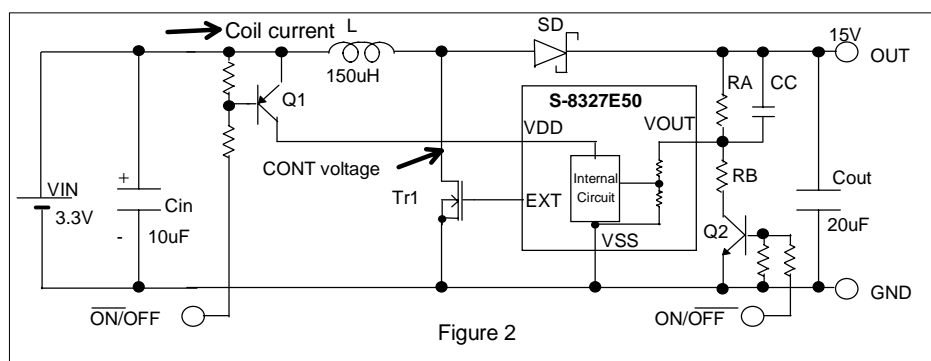 Coil current
L
150uH
SD
15V
OUT
RA
CC
S-8327E50
Q1
VDD
VOUT
CONT voltage
Internal
Circuit
RB
VIN
3.3V
+
Cin
10uF
-
Tr1
EXT
VSS
Q2
Cout
20uF
GND
ON/OFF
ON/OFF
Figure 2